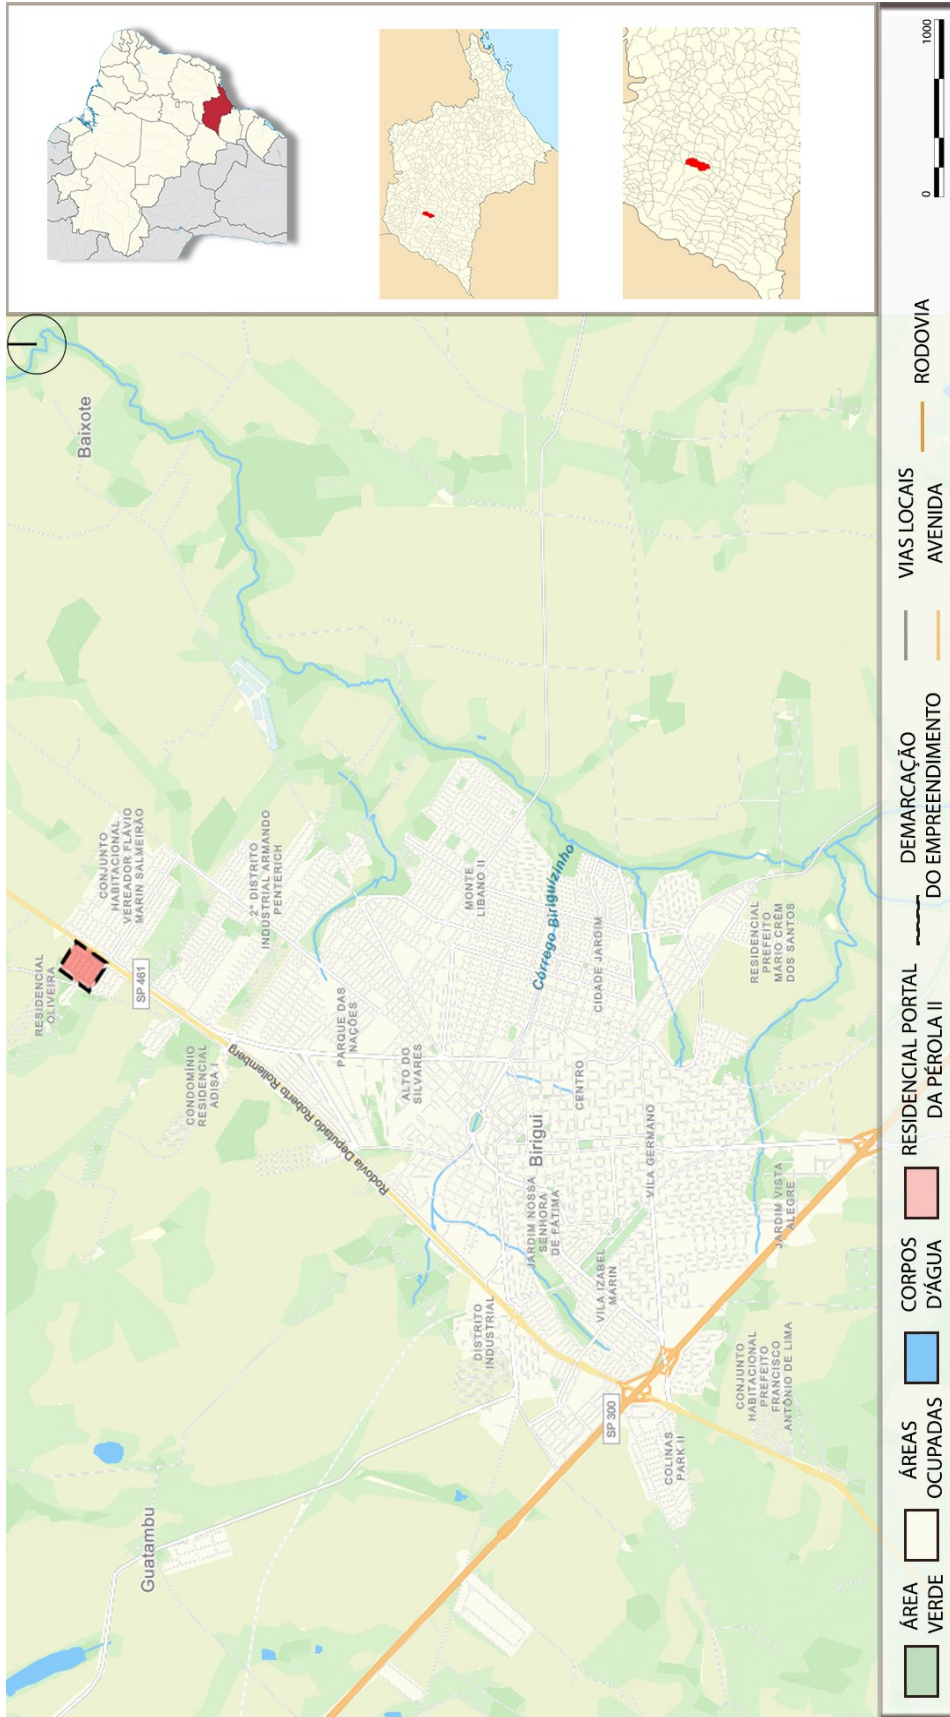 Baixote
Guatambu
RESIDENCIAL
OLIVEIRA
CONJUNTO
HABITACIONAL
VEREADOR FLÁVIO
MARIN SALMEIRÃO
SP 461
2º DISTRITO
INDUSTRIAL ARMANDO
PENTERICH
CONDOMÍNIO
RESIDENCIAL
ADISA I
Rodovia Deputado Roberto Rollemberg
PARQUE DAS
NAÇÕES
ALTO DO
SILVARES
MONTE
LIBANO II
DISTRITO
INDUSTRIAL
Birigui
Córrego Biriguizinho
JARDIM NOSSA
SENHORA
DE FÁTIMA
CENTRO
CIDADE JARDIM
VILA IZABEL
MARIN
SP 300
VILA GERMANO
COLINAS
PARK II
CONJUNTO
HABITACIONAL
PREFEITO
FRANCISCO
ANTÔNIO DE LIMA
JARDIM VISTA
ALEGRE
RESIDENCIAL
PREFEITO
MÁRIO CREM
DOS SANTOS
ÁREA
VERDE
ÁREAS
OCUPADAS
CORPOS
D'ÁGUA
RESIDENCIAL PORTAL
DA PÉROLA II
DEMARCAÇÃO
DO EMPREENDIMENTO
VIAS LOCAIS
AVENIDA
RODOVIA
0
1000